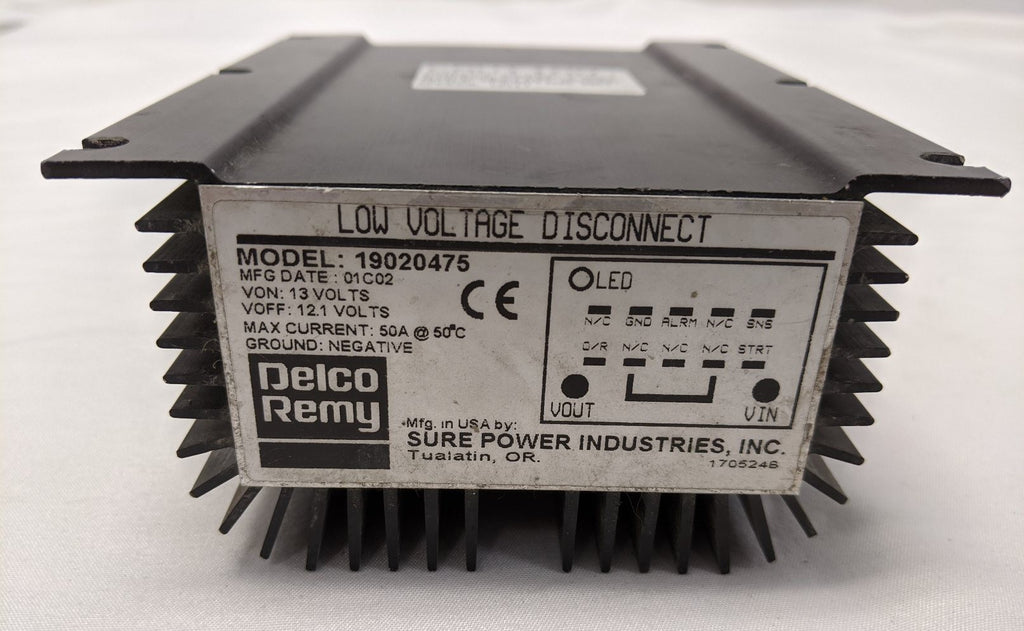 LOW VOLTAGE DISCONNECT
MODEL: 19020475
MFG DATE : 01C02
VON: 13 VOLTS
VOFF: 12.1 VOLTS
MAX CURRENT: 50A @ 50°C
GROUND: NEGATIVE
CE
LED
N/C GND ALRM N/C SNS
O/R N/C N/C N/C STRT
VOUT VIN
Delco
Remy
Mfg. in USA by:
SURE POWER INDUSTRIES, INC.
Tualatin, OR.
170524B